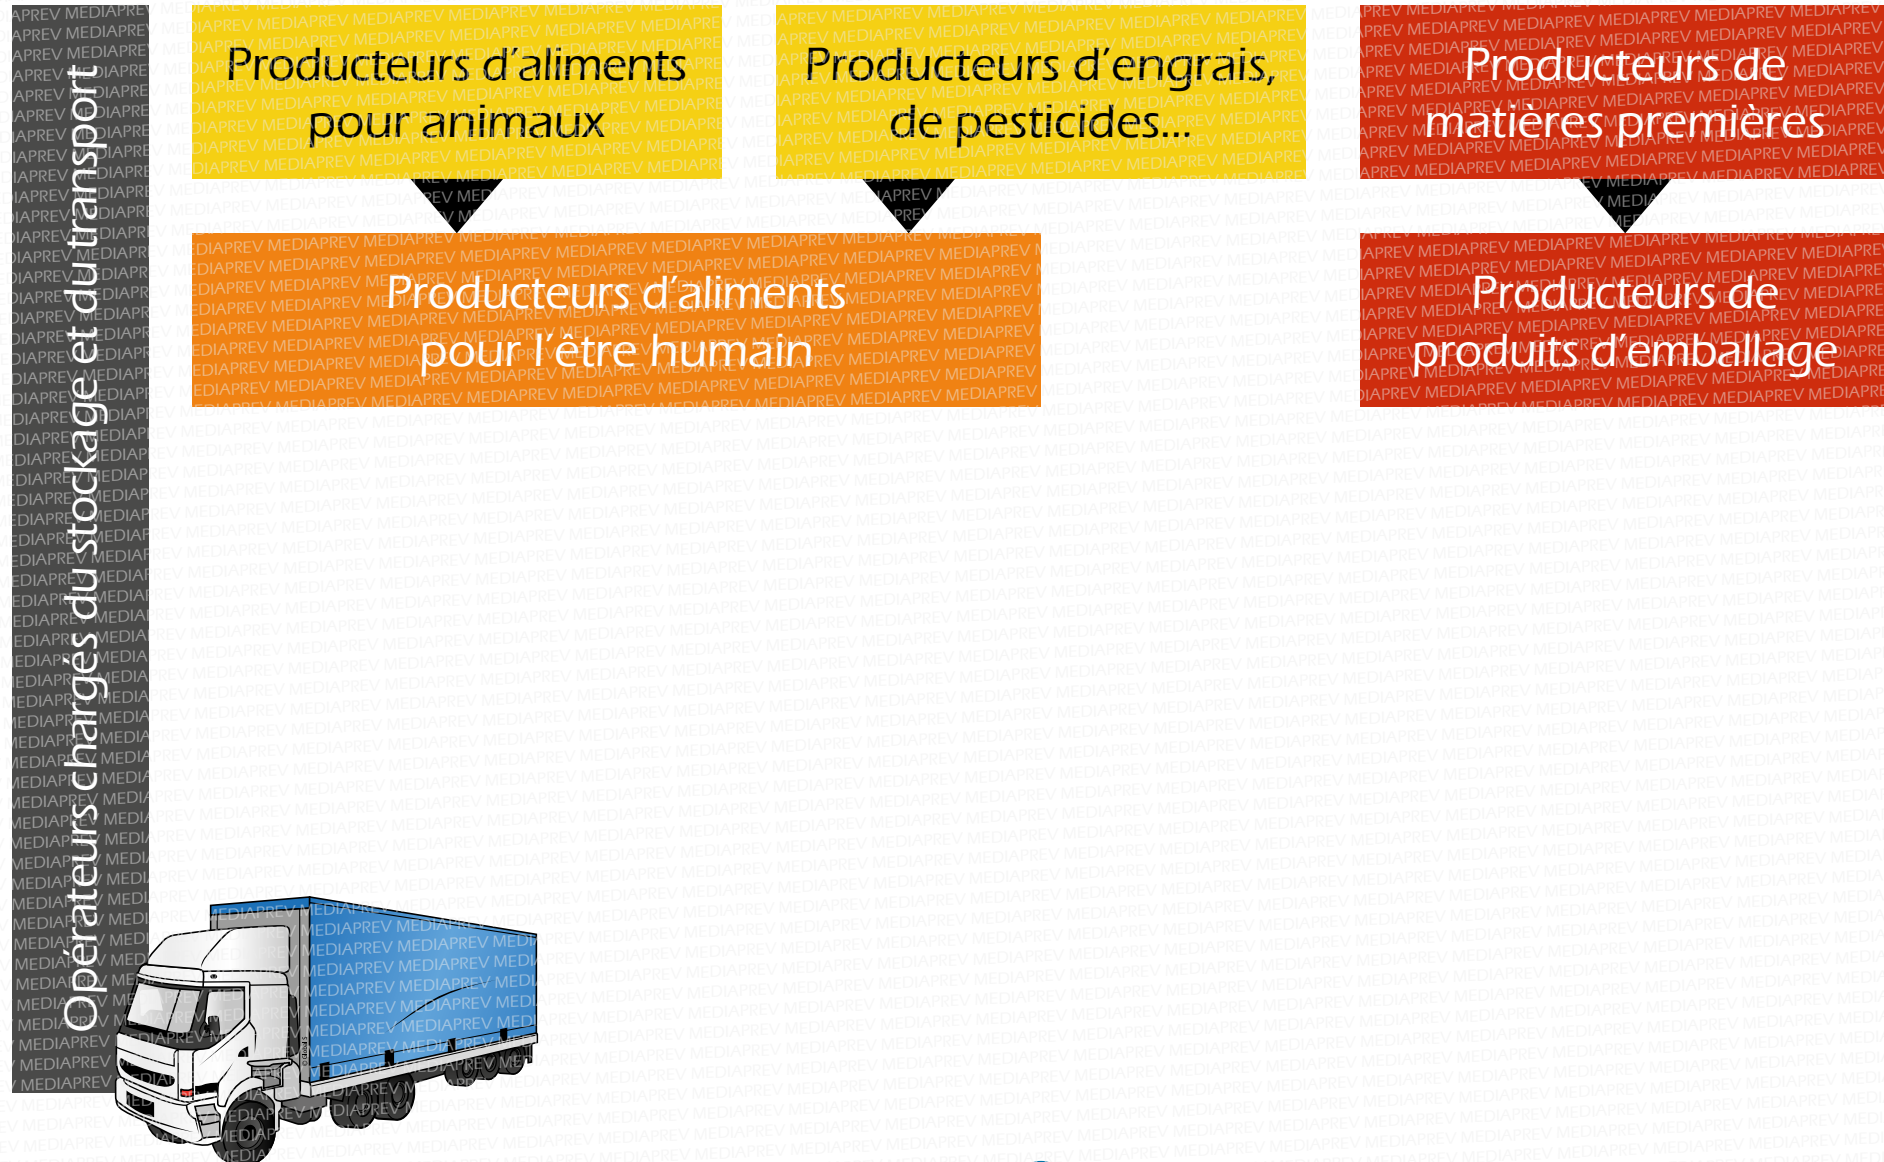 Opérateurs chargés du stockage et du transport
Producteurs d'aliments
pour animaux
Producteurs d'engrais,
de pesticides...
Producteurs de
matières premières
Producteurs d'aliments
pour l'être humain
Producteurs de
produits d'emballage
MEDIAPREV